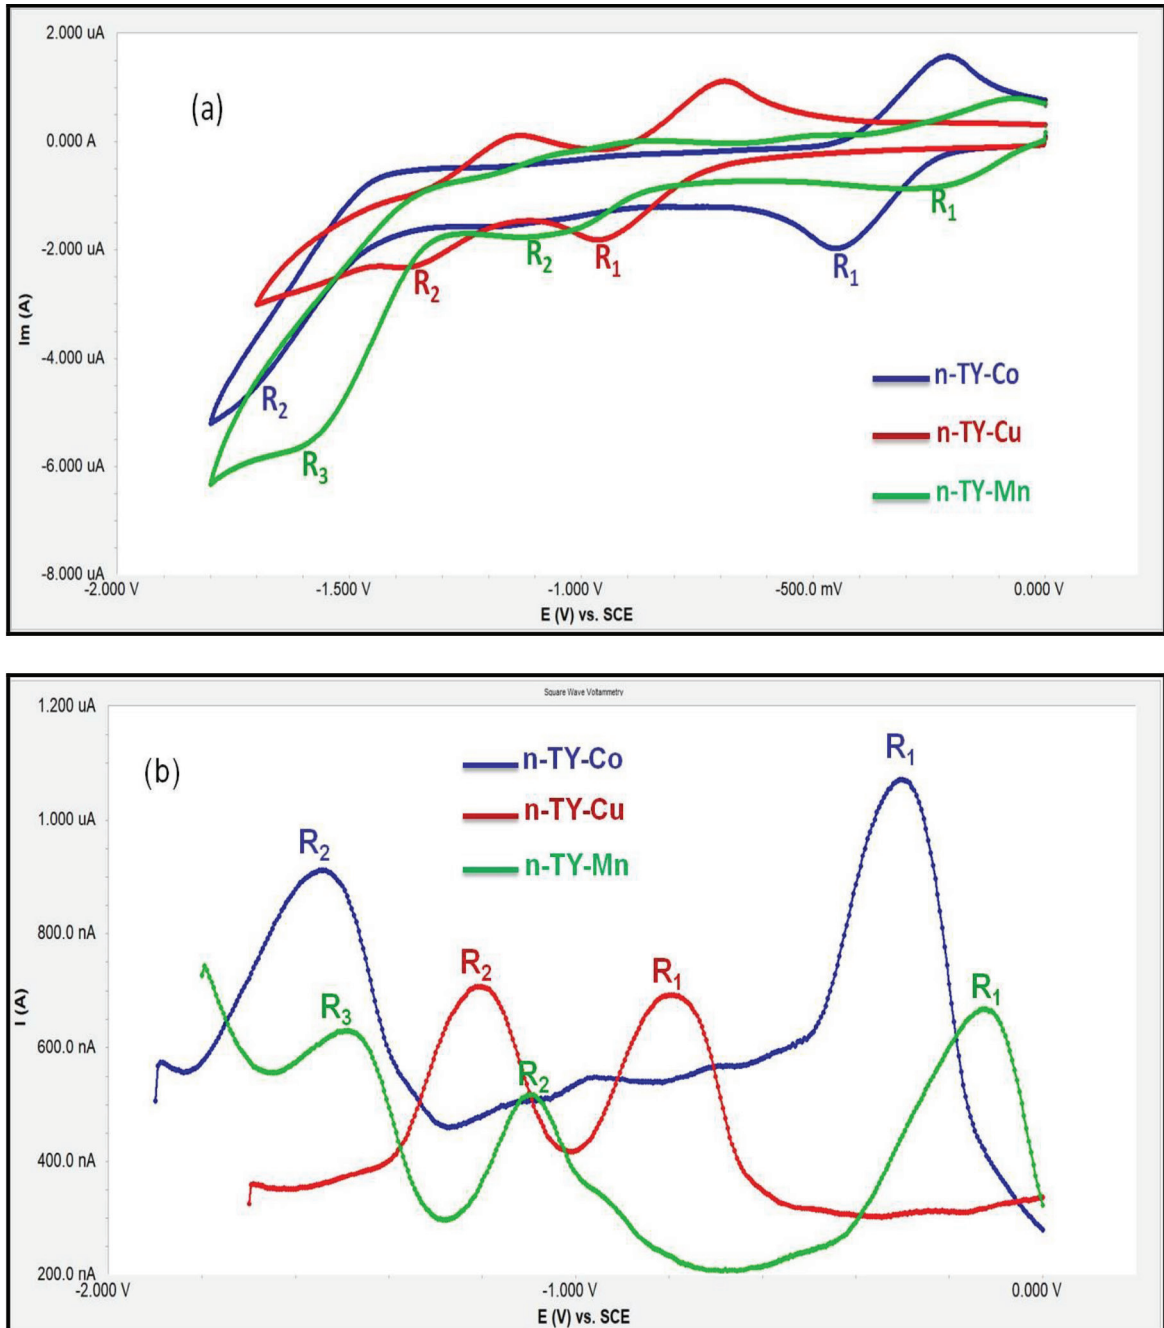 2.000 uA
(a)
0.000 A
R₁
-2.000 uA
R₂
R₁
R₂
R₁
Im (A)
-4.000 uA
n-TY-Co
R₂
n-TY-Cu
-6.000 uA
R₃
n-TY-Mn
-8.000 uA
-2.000 V -1.500 V -1.000 V -500.0 mV 0.000 V
E (V) vs. SCE
Square Wave Voltammetry
1.200 uA
R₁
(b)
n-TY-Co
n-TY-Cu
n-TY-Mn
1.000 uA
R₂
800.0 nA
R₂
R₁
R₁
R₃
I (A)
600.0 nA
R₂
400.0 nA
200.0 nA
-2.000 V -1.000 V 0.000 V
E (V) vs. SCE